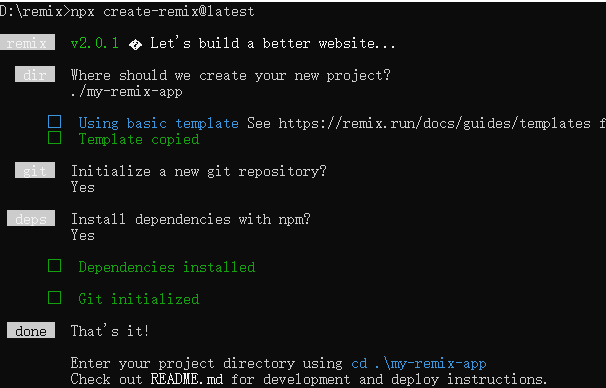 D:\remix>npx create-remix@latest
remix v2.0.1 � Let's build a better website...
dir Where should we create your new project?
./my-remix-app
Using basic template See https://remix.run/docs/guides/templates f
Template copied
git Initialize a new git repository?
Yes
deps Install dependencies with npm?
Yes
Dependencies installed
Git initialized
done That's it!
Enter your project directory using cd .\my-remix-app
Check out README.md for development and deploy instructions.